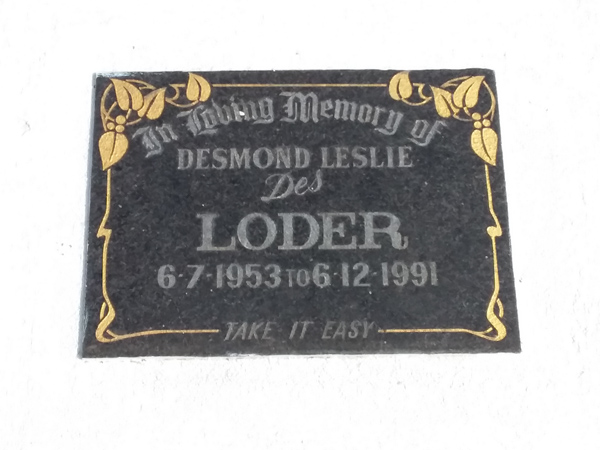 In Loving Memory of
DESMOND LESLIE
Des
LODER
6·7·1953 TO 6·12·1991
TAKE IT EASY